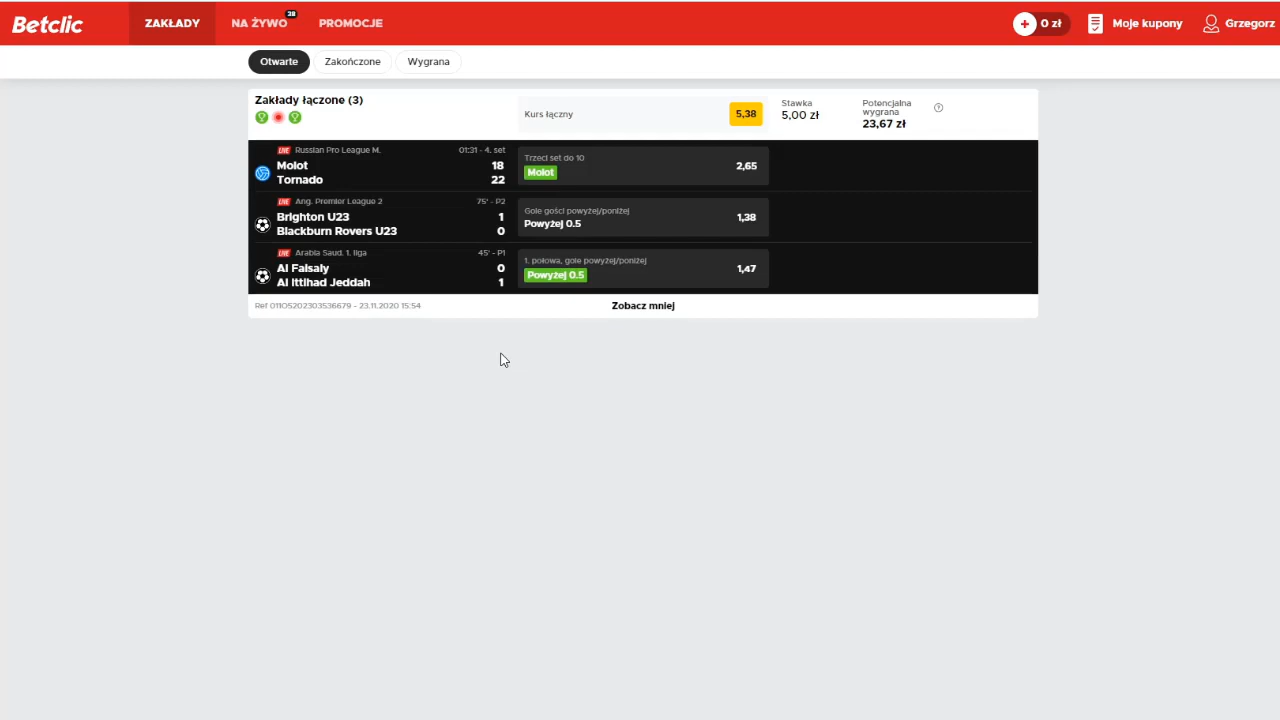 Betclic ZAKŁADY NA ŻYWO 28 PROMOCJE 0 zł Moje kupony Grzegorz
Otwarte Zakończone Wygrana
Zakłady łączone (3)
Kurs łączny 5,38
Stawka
5,00 zł
Potencjalna
wygrana
23,67 zł
LIVE Russian Pro League M. 01:31 - 4. set
Molot 18
Tornado 22
Trzeci set do 10
Molot
2,65
LIVE Ang. Premier League 2 75' - P2
Brighton U23 1
Blackburn Rovers U23 0
Gole gości powyżej/poniżej
Powyżej 0.5
1,38
LIVE Arabia Saud. 1. liga 45' - P1
Al Faisaly 0
Al Ittihad Jeddah 1
1. połowa, gole powyżej/poniżej
Powyżej 0.5
1,47
Ref 01105202303536679 - 23.11.2020 15:54 Zobacz mniej